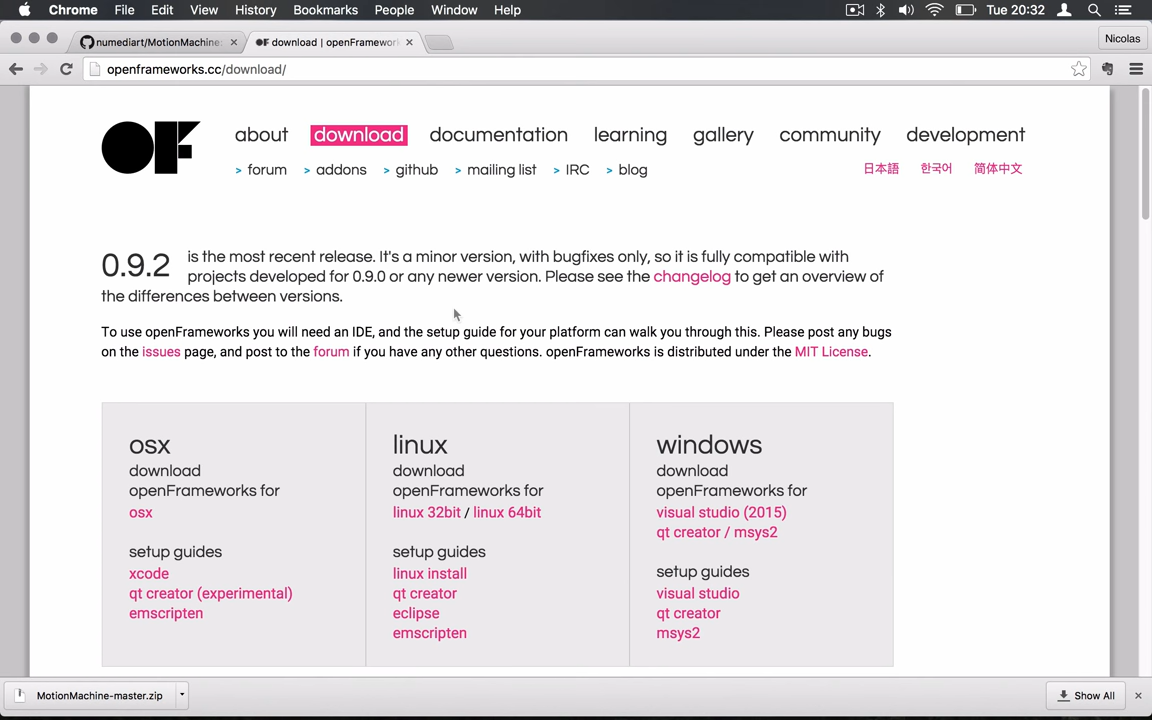 Chrome File Edit View History Bookmarks People Window Help Tue 20:32
numediart/MotionMachine: download | openFramework Nicolas
openframeworks.cc/download/
OF about download documentation learning gallery community development
> forum > addons > github > mailing list > IRC > blog 日本語 한국어 简体中文
0.9.2 is the most recent release. It's a minor version, with bugfixes only, so it is fully compatible with
projects developed for 0.9.0 or any newer version. Please see the changelog to get an overview of
the differences between versions.
To use openFrameworks you will need an IDE, and the setup guide for your platform can walk you through this. Please post any bugs
on the issues page, and post to the forum if you have any other questions. openFrameworks is distributed under the MIT License.
osx
download
openFrameworks for
osx
setup guides
xcode
qt creator (experimental)
emscripten
linux
download
openFrameworks for
linux 32bit / linux 64bit
setup guides
linux install
qt creator
eclipse
emscripten
windows
download
openFrameworks for
visual studio (2015)
qt creator / msys2
setup guides
visual studio
qt creator
msys2
MotionMachine-master.zip Show All